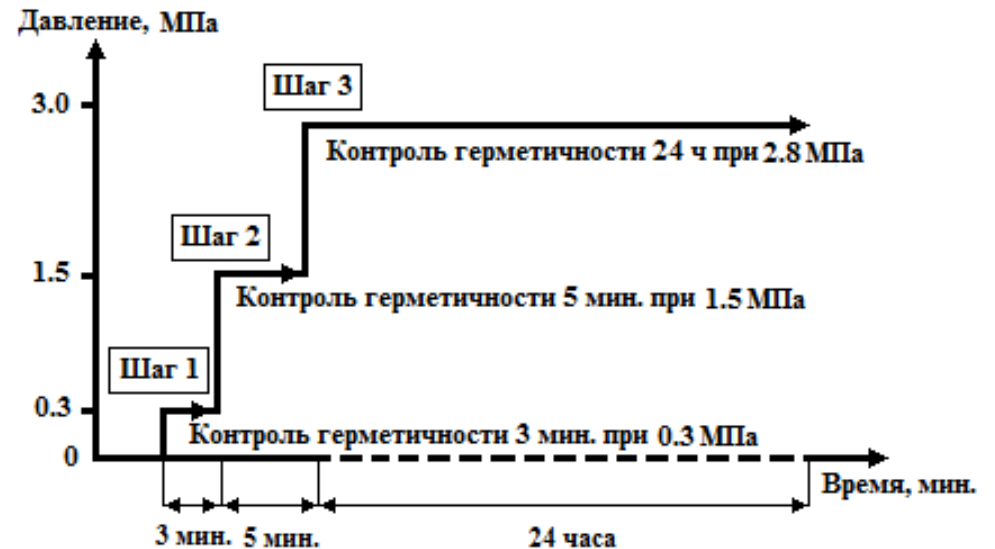 Давление, МПа
Шаг 3
3.0
Контроль герметичности 24 ч при 2.8 МПа
Шаг 2
1.5
Контроль герметичности 5 мин. при 1.5 МПа
Шаг 1
0.3
Контроль герметичности 3 мин. при 0.3 МПа
0
Время, мин.
3 мин. 5 мин. 24 часа